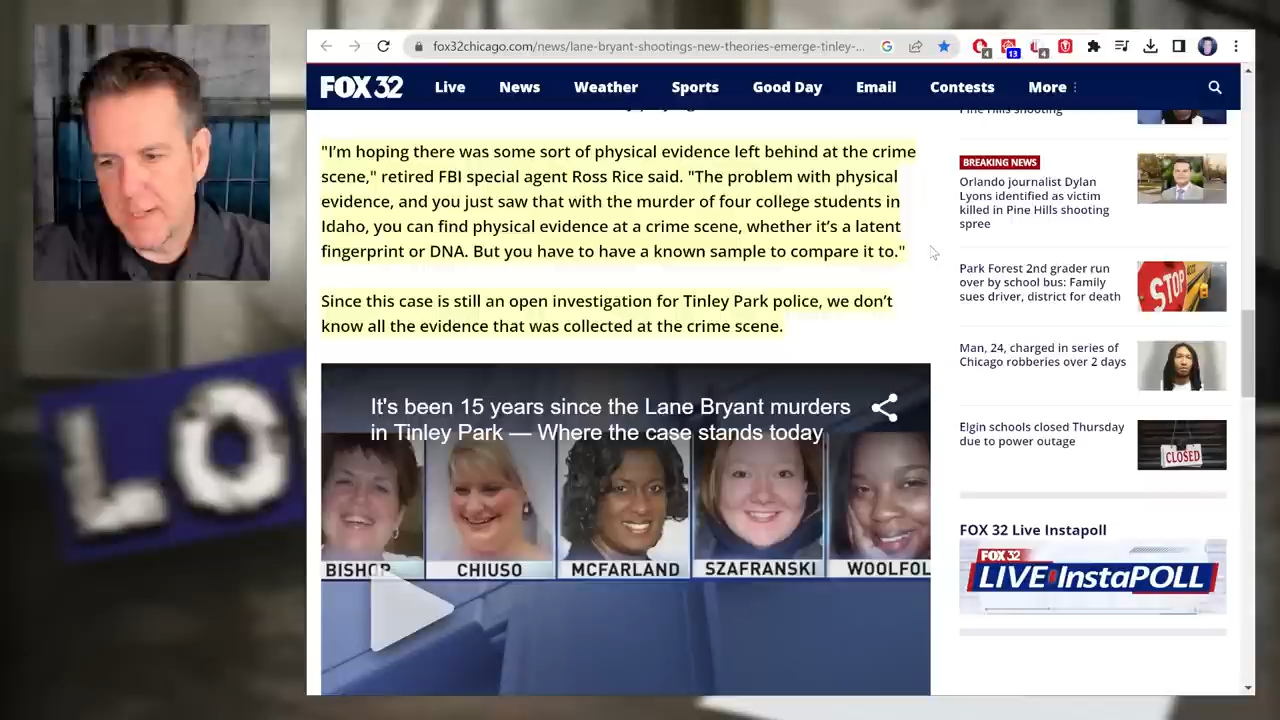 fox32chicago.com/news/lane-bryant-shootings-new-theories-emerge-tinley-...
4
13
4
FOX 32
Live
News
Weather
Sports
Good Day
Email
Contests
More
"I'm hoping there was some sort of physical evidence left behind at the crime
scene," retired FBI special agent Ross Rice said. "The problem with physical
evidence, and you just saw that with the murder of four college students in
Idaho, you can find physical evidence at a crime scene, whether it's a latent
fingerprint or DNA. But you have to have a known sample to compare it to."
Since this case is still an open investigation for Tinley Park police, we don't
know all the evidence that was collected at the crime scene.
It's been 15 years since the Lane Bryant murders
in Tinley Park — Where the case stands today
BISHOP
CHIUSO
MCFARLAND
SZAFRANSKI
WOOLFOL
Pine Hills shooting
BREAKING NEWS
Orlando journalist Dylan
Lyons identified as victim
killed in Pine Hills shooting
spree
Park Forest 2nd grader run
over by school bus: Family
sues driver, district for death
STOP
Man, 24, charged in series of
Chicago robberies over 2 days
Elgin schools closed Thursday
due to power outage
CLOSED
FOX 32 Live Instapoll
FOX 32
LIVE InstaPOLL
LO